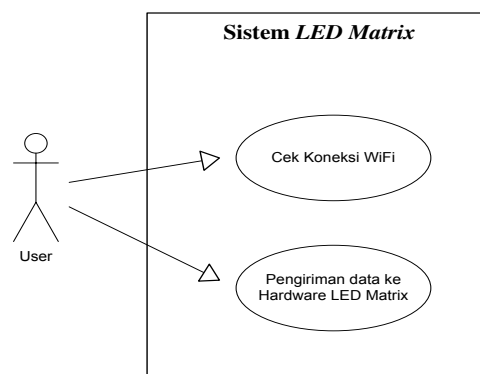 Sistem LED Matrix
Cek Koneksi WiFi
User
Pengiriman data ke
Hardware LED Matrix